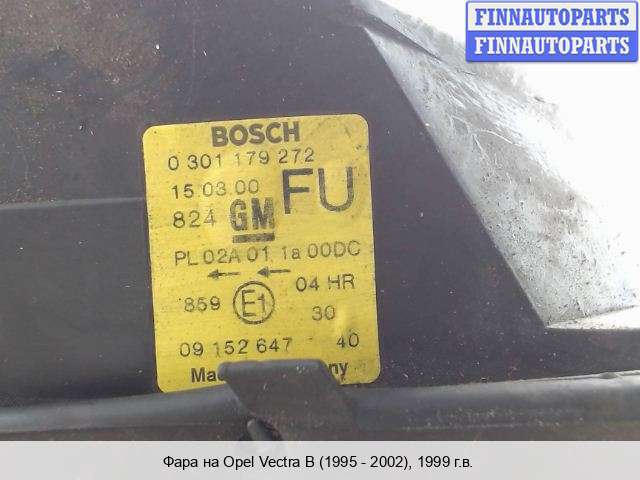 FINNAUTOPARTS
FINNAUTOPARTS
BOSCH
0 301 179 272
15.03.00 FU
824 GM
PL 02A 01 1a 00DC
← ←
859 E1 04 HR
30
09 152 647 40
Фара на Opel Vectra B (1995 - 2002), 1999 г.в.